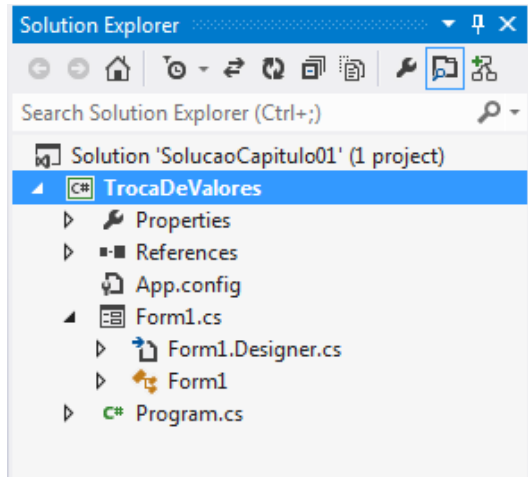 Solution Explorer
Search Solution Explorer (Ctrl+;)
Solution 'SolucaoCapitulo01' (1 project)
C# TrocaDeValores
Properties
References
App.config
Form1.cs
Form1.Designer.cs
Form1
C# Program.cs